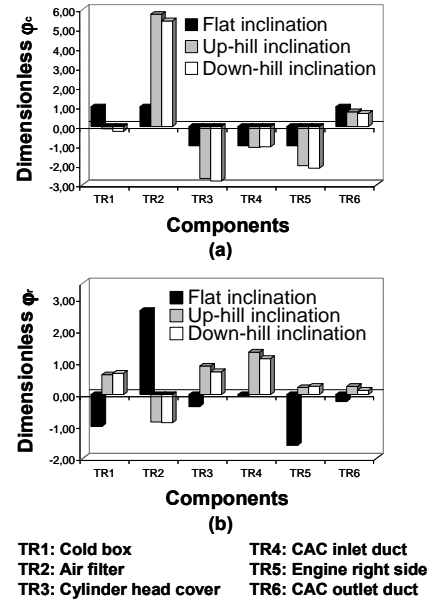 Dimensionless φc
6,00
5,00
4,00
3,00
2,00
1,00
0,00
-1,00
-2,00
-3,00
Flat inclination
Up-hill inclination
Down-hill inclination
TR1 TR2 TR3 TR4 TR5 TR6
Components
(a)
Dimensionless φr
3,00
2,00
1,00
0,00
-1,00
-2,00
Flat inclination
Up-hill inclination
Down-hill inclination
TR1 TR2 TR3 TR4 TR5 TR6
Components
(b)
TR1: Cold box TR4: CAC inlet duct
TR2: Air filter TR5: Engine right side
TR3: Cylinder head cover TR6: CAC outlet duct